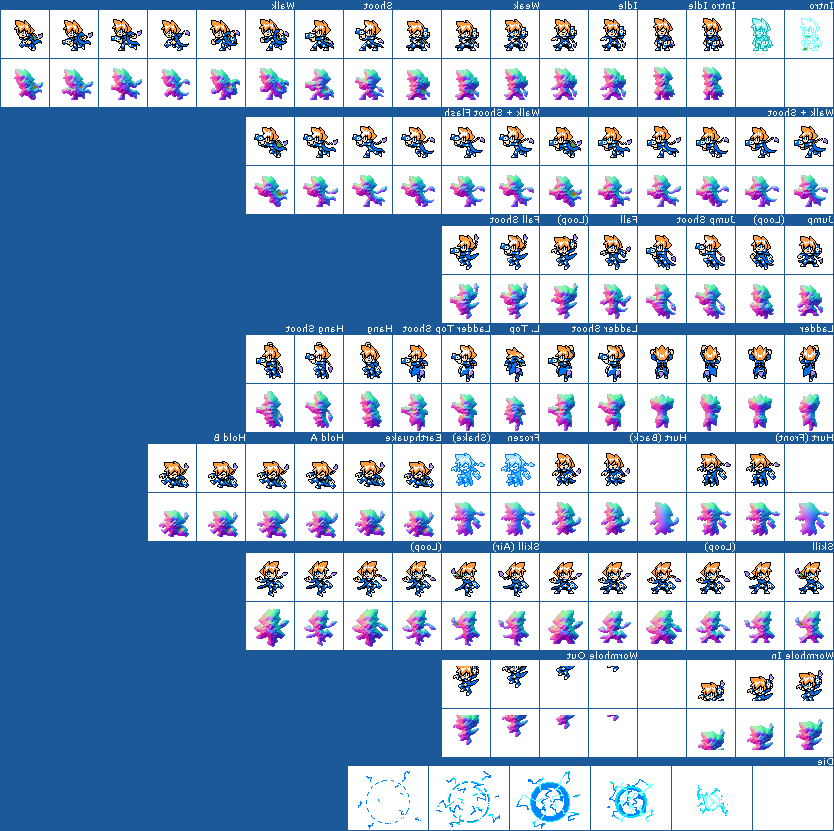 Intro Intro Idle Idle Weak Shoot Walk
Walk + Shoot Walk + Shoot Flash
Jump (Loop) Jump Shoot Fall (Loop) Fall Shoot
Ladder Ladder Shoot L. Top Ladder Top Shoot Hang Hang Shoot
Hurt (Front) Hurt (Back) Frozen (Shake) Earthquake Hold A Hold B
Skill (Loop) Skill (Air) (Loop)
Wormhole In Wormhole Out
Die